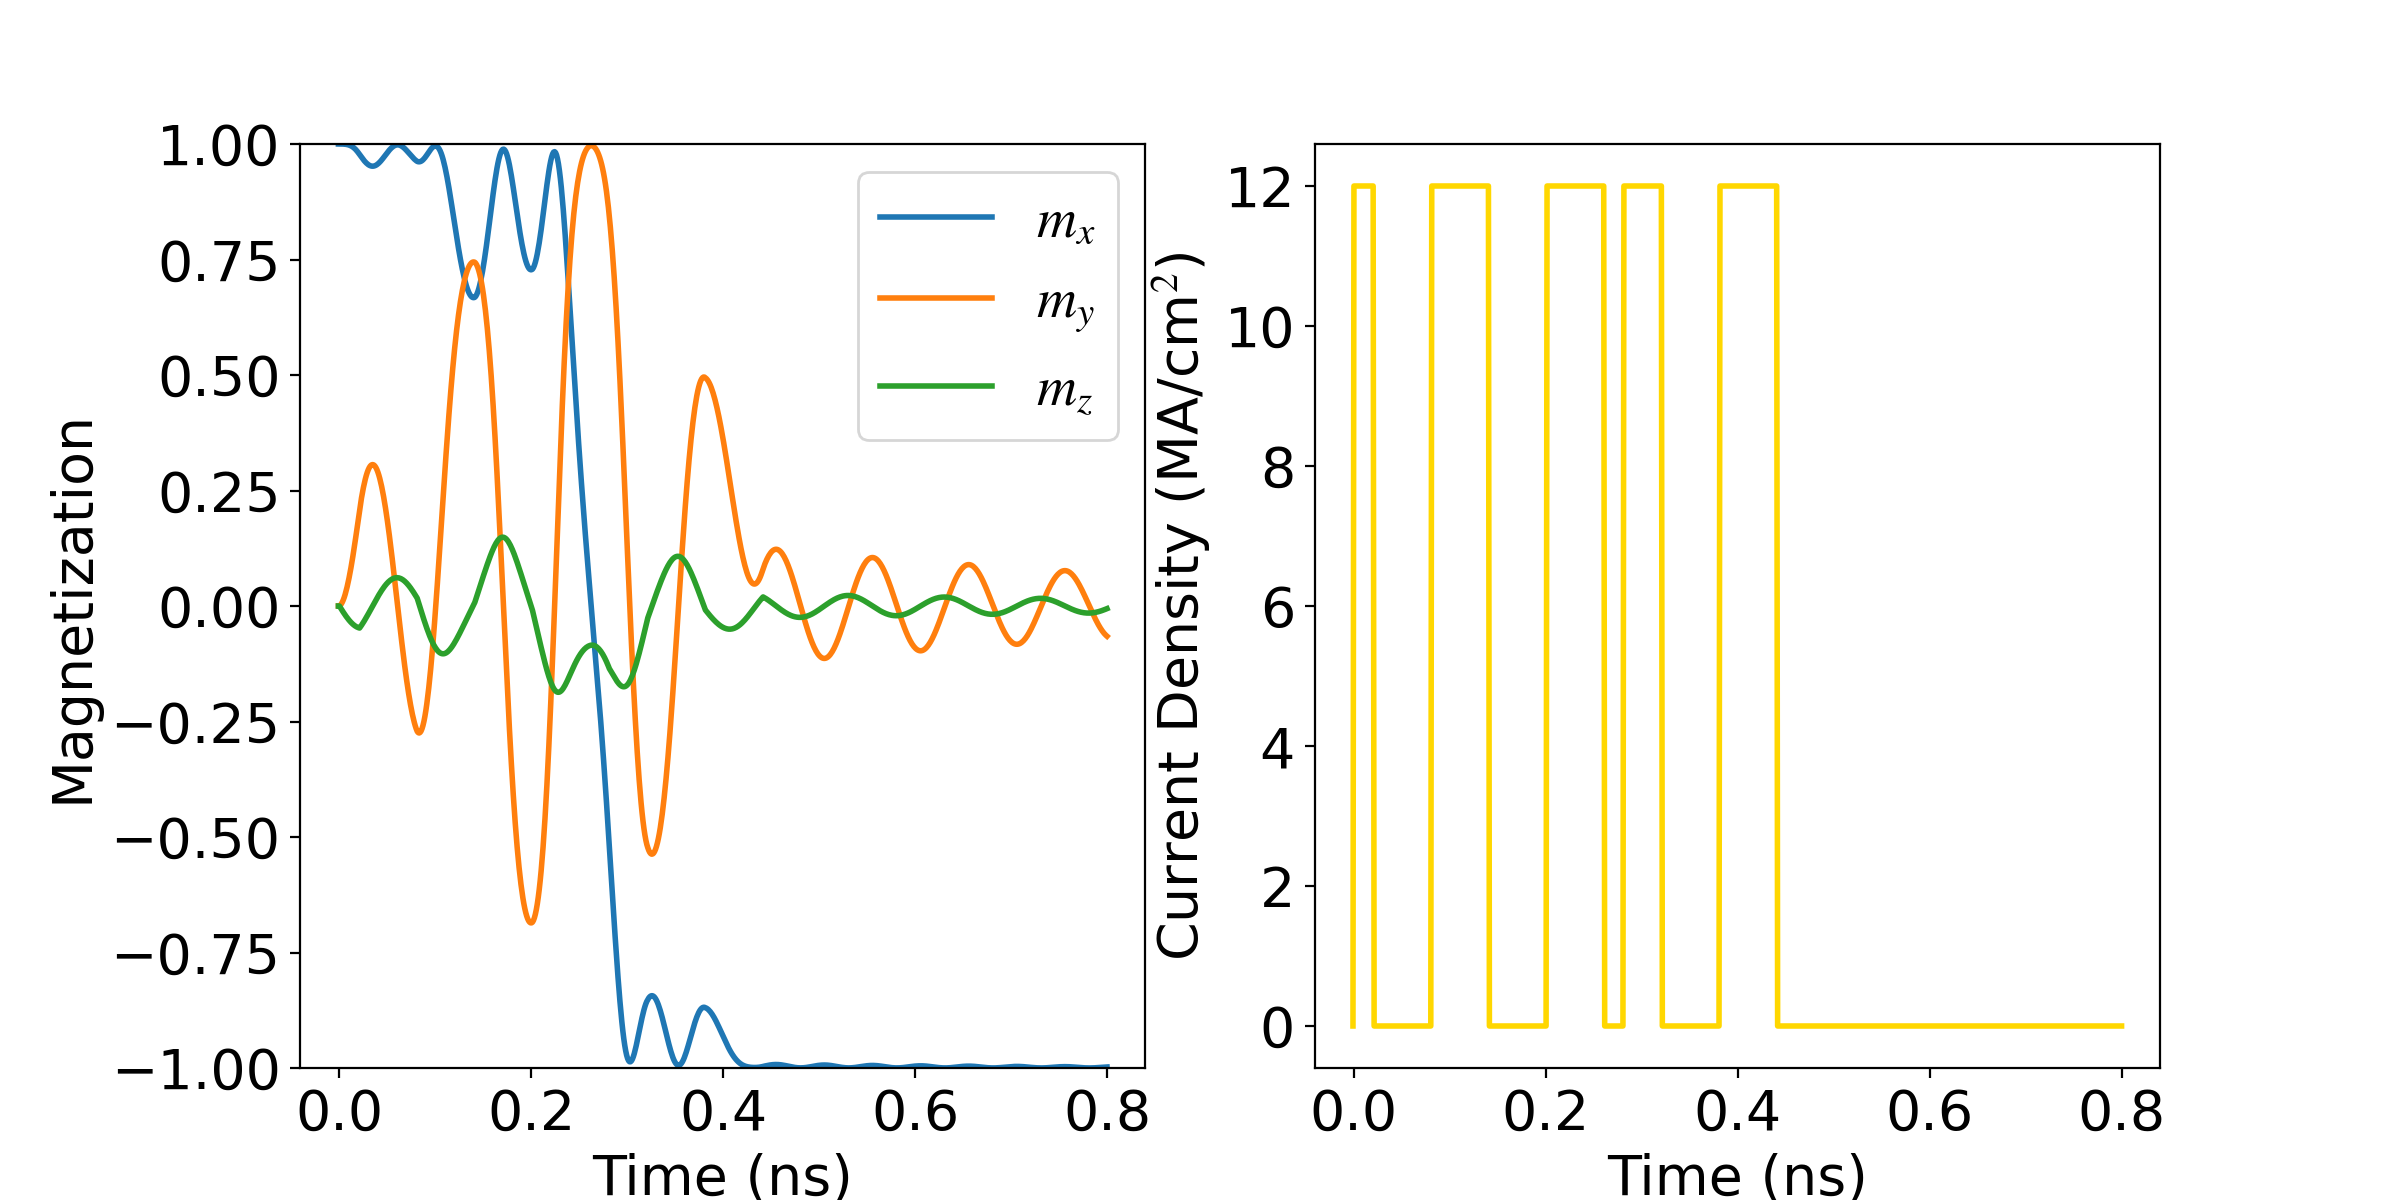 Magnetization
1.00
0.75
0.50
0.25
0.00
−0.25
−0.50
−0.75
−1.00
0.0 0.2 0.4 0.6 0.8
Time (ns)
m_x
m_y
m_z
Current Density (MA/cm²)
12
10
8
6
4
2
0
0.0 0.2 0.4 0.6 0.8
Time (ns)